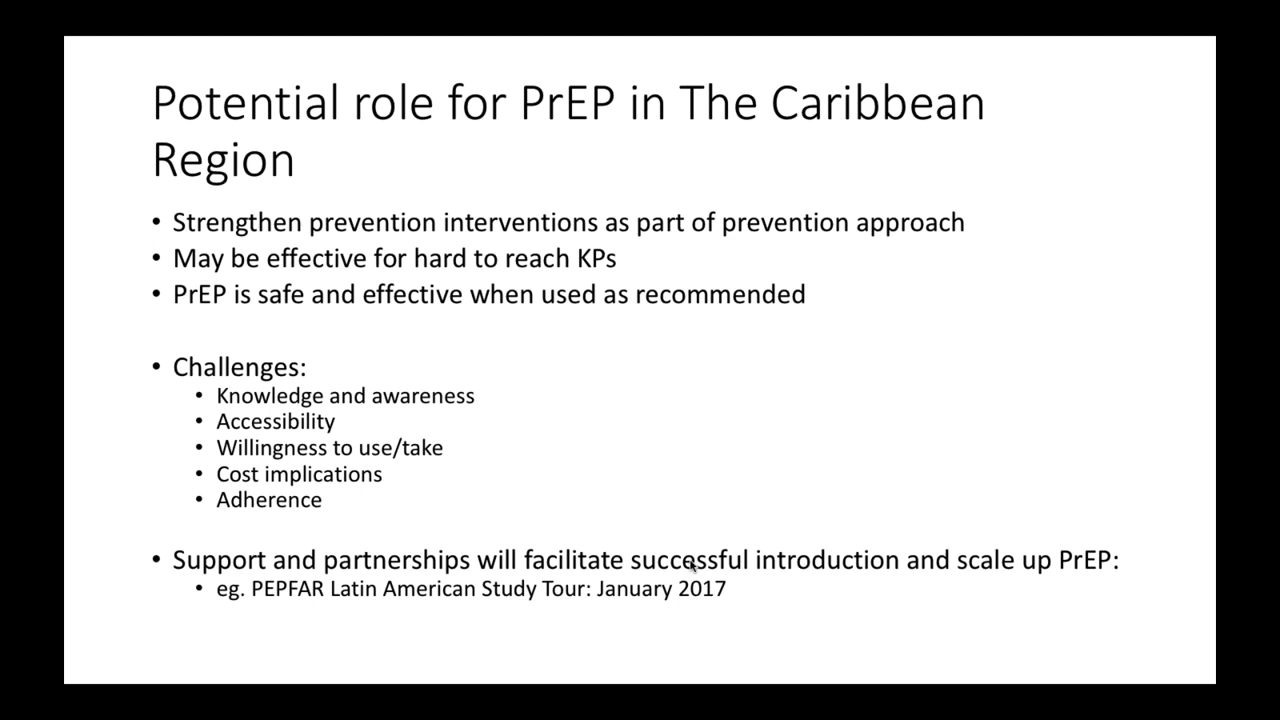 Potential role for PrEP in The Caribbean
Region
• Strengthen prevention interventions as part of prevention approach
• May be effective for hard to reach KPs
• PrEP is safe and effective when used as recommended
• Challenges:
• Knowledge and awareness
• Accessibility
• Willingness to use/take
• Cost implications
• Adherence
• Support and partnerships will facilitate successful introduction and scale up PrEP:
• eg. PEPFAR Latin American Study Tour: January 2017